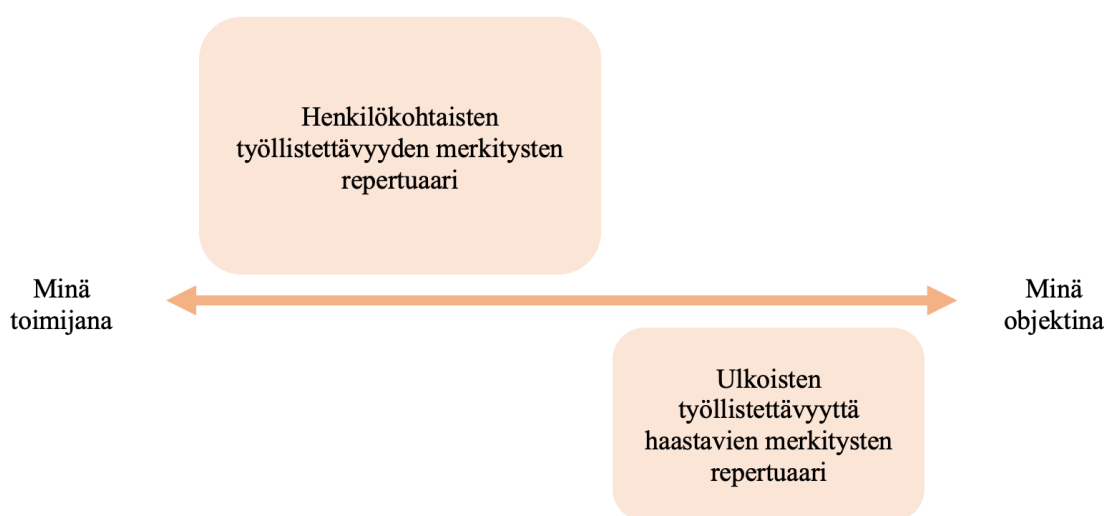 Henkilökohtaisten
työllistettävyyden merkitysten
repertuaari
Minä
toimijana
Minä
objektina
Ulkoisten
työllistettävyyttä
haastavien merkitysten
repertuaari